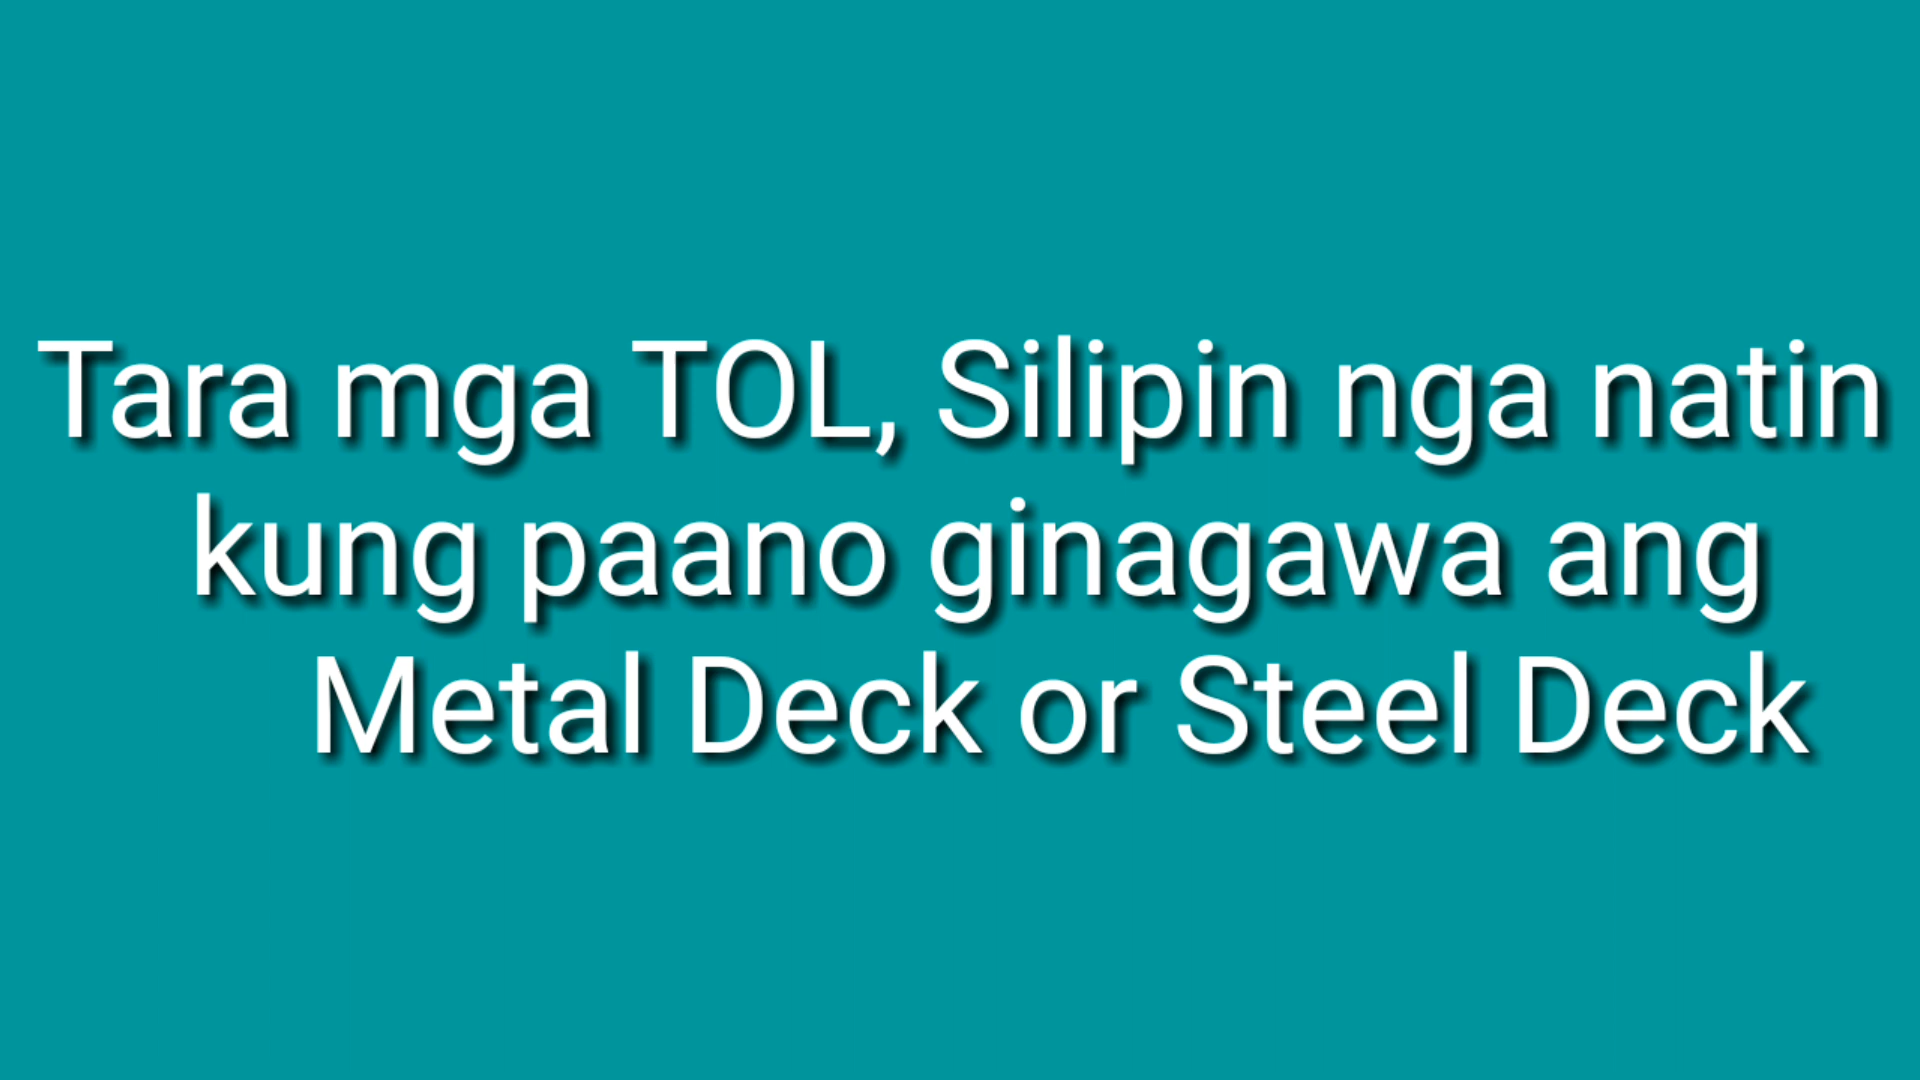 Tara mga TOL, Silipin nga natin
kung paano ginagawa ang
Metal Deck or Steel Deck